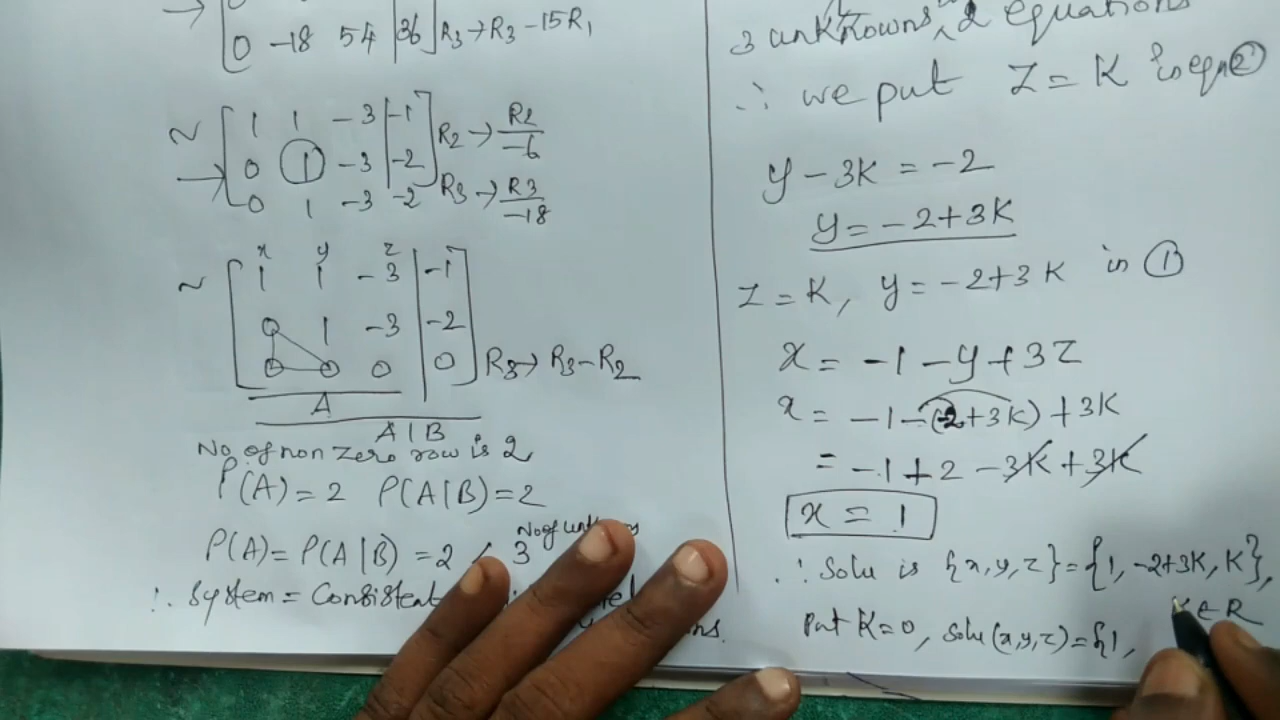 0 -18 54 | 36 R3→R3-15R1
~ 1 1 -3 | -1
R2→R2/-6
→ 0 1 -3 | -2
0 1 -3 | -2 R3→R3/-18
x y z
~ 1 1 -3 | -1
0 1 -3 | -2
0 0 0 | 0 R3→R3-R2
A
A|B
No of non zero row is 2
ρ(A)=2 ρ(A|B)=2
No of
ρ(A)=ρ(A|B)=2 < 3
∴ System = Consistent
3 unknowns, 2 equations
∴ we put z=K in eqn ②
y-3K=-2
y=-2+3K
z=K, y=-2+3K in ①
x=-1-y+3z
x=-1-(-2+3K)+3K
=-1+2-3K+3K
x=1
∴ Solu is {x,y,z}={1,-2+3K,K},
K∈R
Put K=0, Solu(x,y,z)={1,